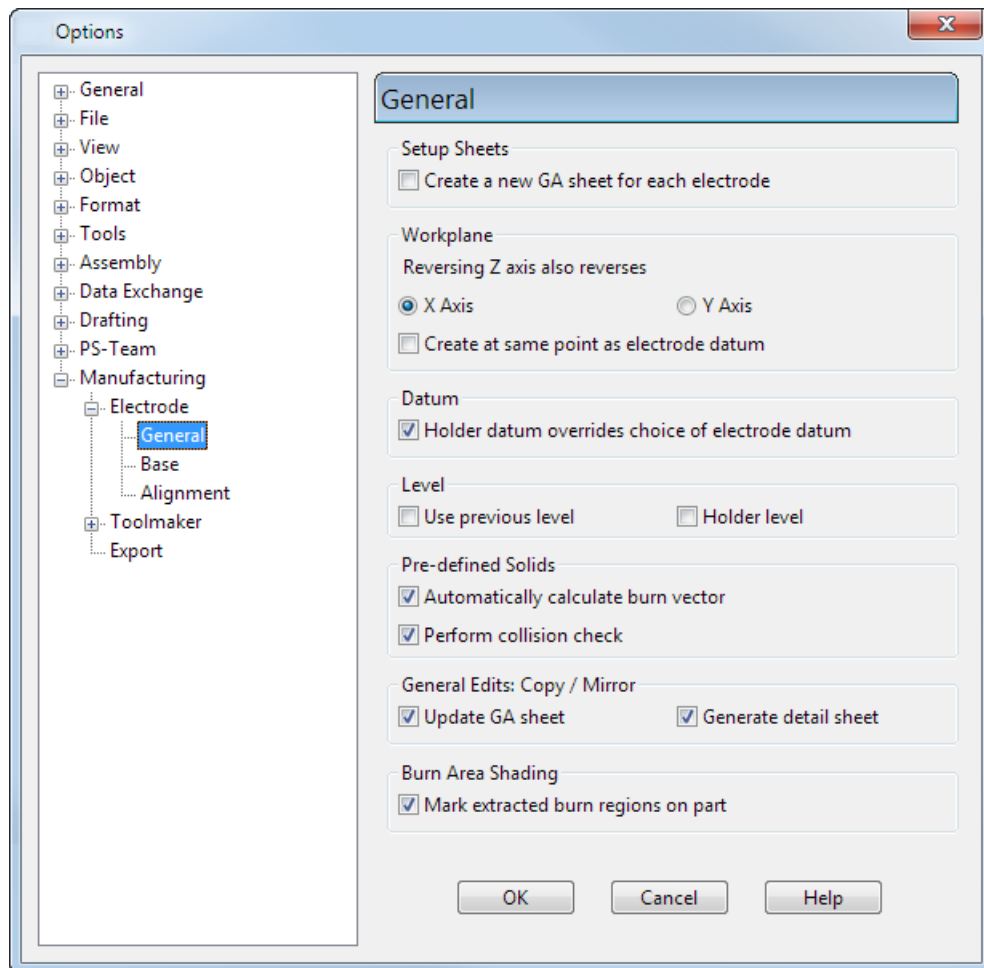 Options
General
File
View
Object
Format
Tools
Assembly
Data Exchange
Drafting
PS-Team
Manufacturing
Electrode
General
Base
Alignment
Toolmaker
Export
General
Setup Sheets
Create a new GA sheet for each electrode
Workplane
Reversing Z axis also reverses
X Axis
Y Axis
Create at same point as electrode datum
Datum
Holder datum overrides choice of electrode datum
Level
Use previous level
Holder level
Pre-defined Solids
Automatically calculate burn vector
Perform collision check
General Edits: Copy / Mirror
Update GA sheet
Generate detail sheet
Burn Area Shading
Mark extracted burn regions on part
OK
Cancel
Help